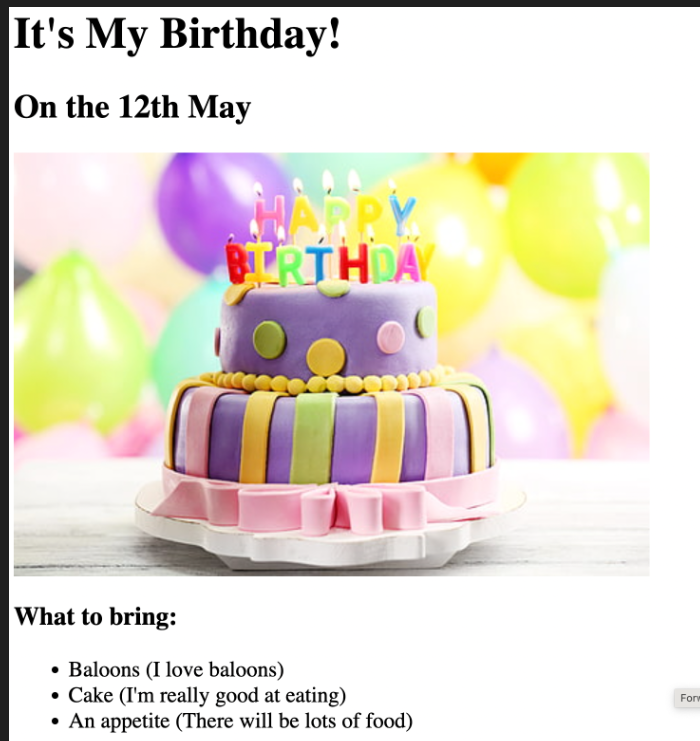 It's My Birthday!
On the 12th May
HAPPY
BIRTHDAY
What to bring:
• Baloons (I love baloons)
• Cake (I'm really good at eating)
• An appetite (There will be lots of food)